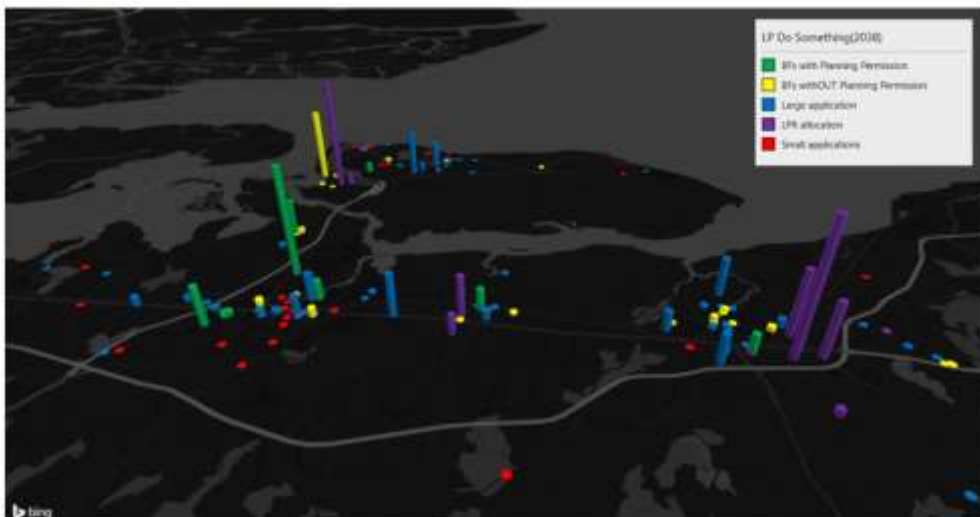 LP Do Something(2038)
BFs with Planning Permission
BFs withOUT Planning Permission
Large application
LPR allocation
Small applications
bing